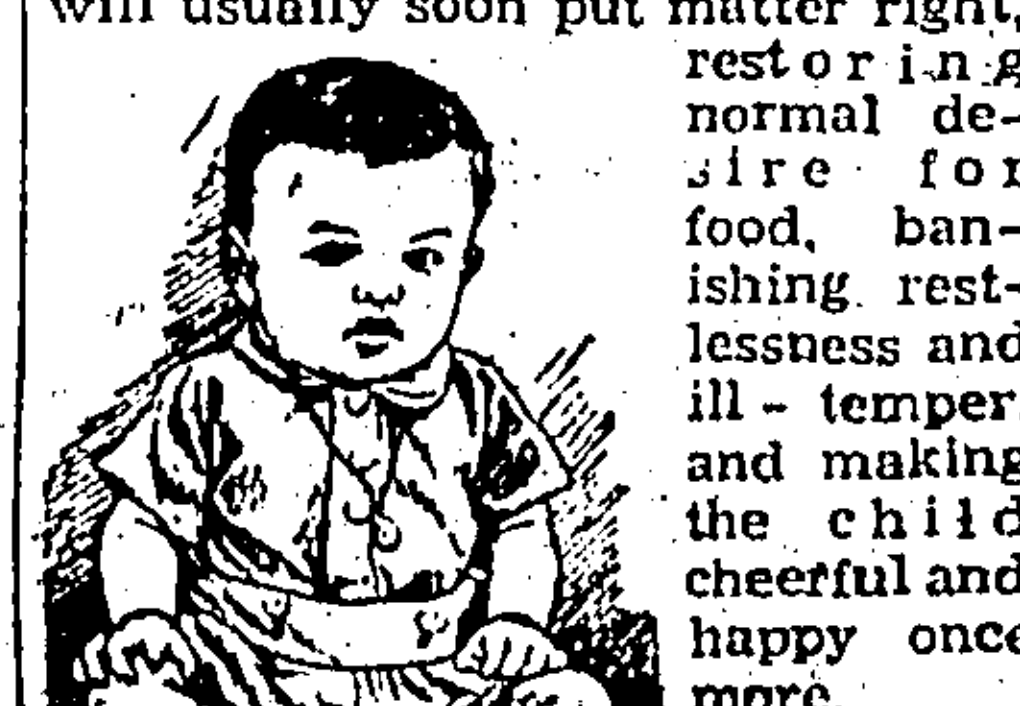 will usually soon put matter right,
restoring
normal de-
sire for
food, ban-
ishing rest-
lessness and
ill - temper,
and making
the child
cheerful and
happy once
more.